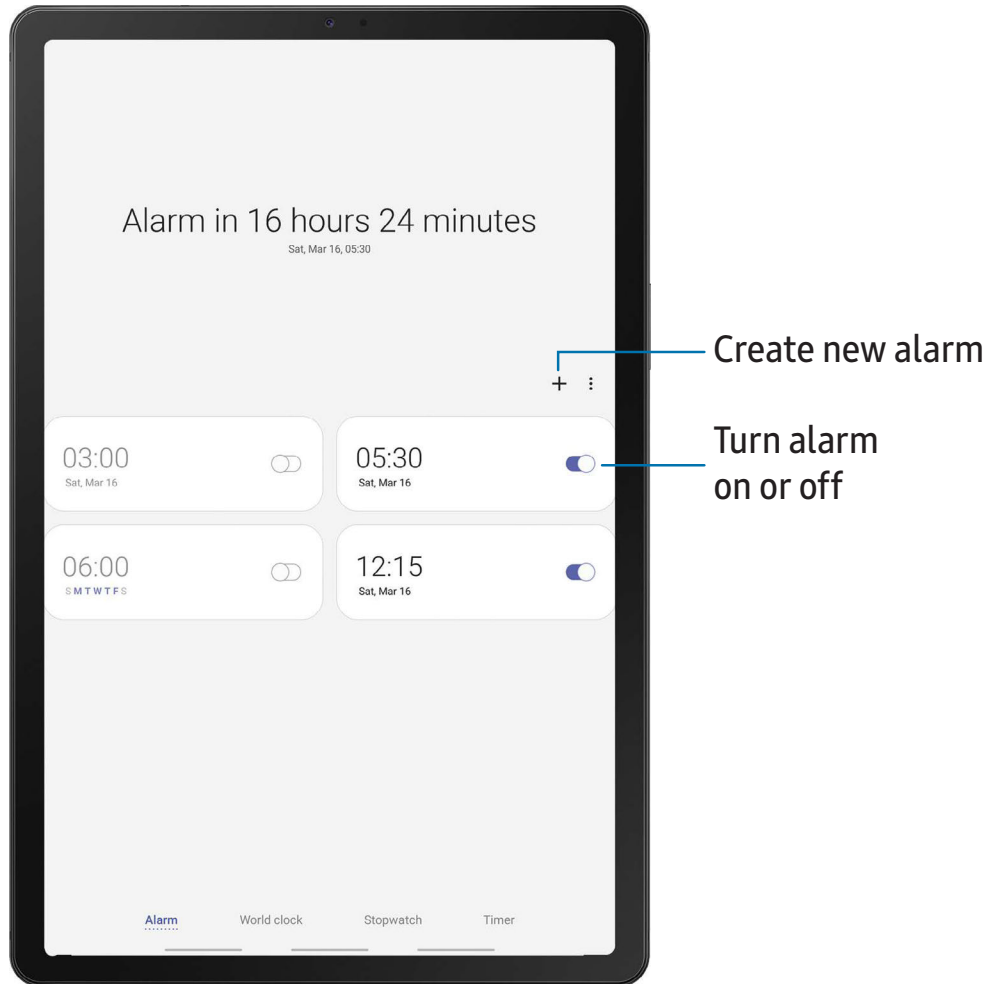 Alarm in 16 hours 24 minutes
Sat, Mar 16, 05:30
Create new alarm
03:00
Sat, Mar 16
05:30
Sat, Mar 16
Turn alarm
on or off
06:00
SMTWTFS
12:15
Sat, Mar 16
Alarm
World clock
Stopwatch
Timer